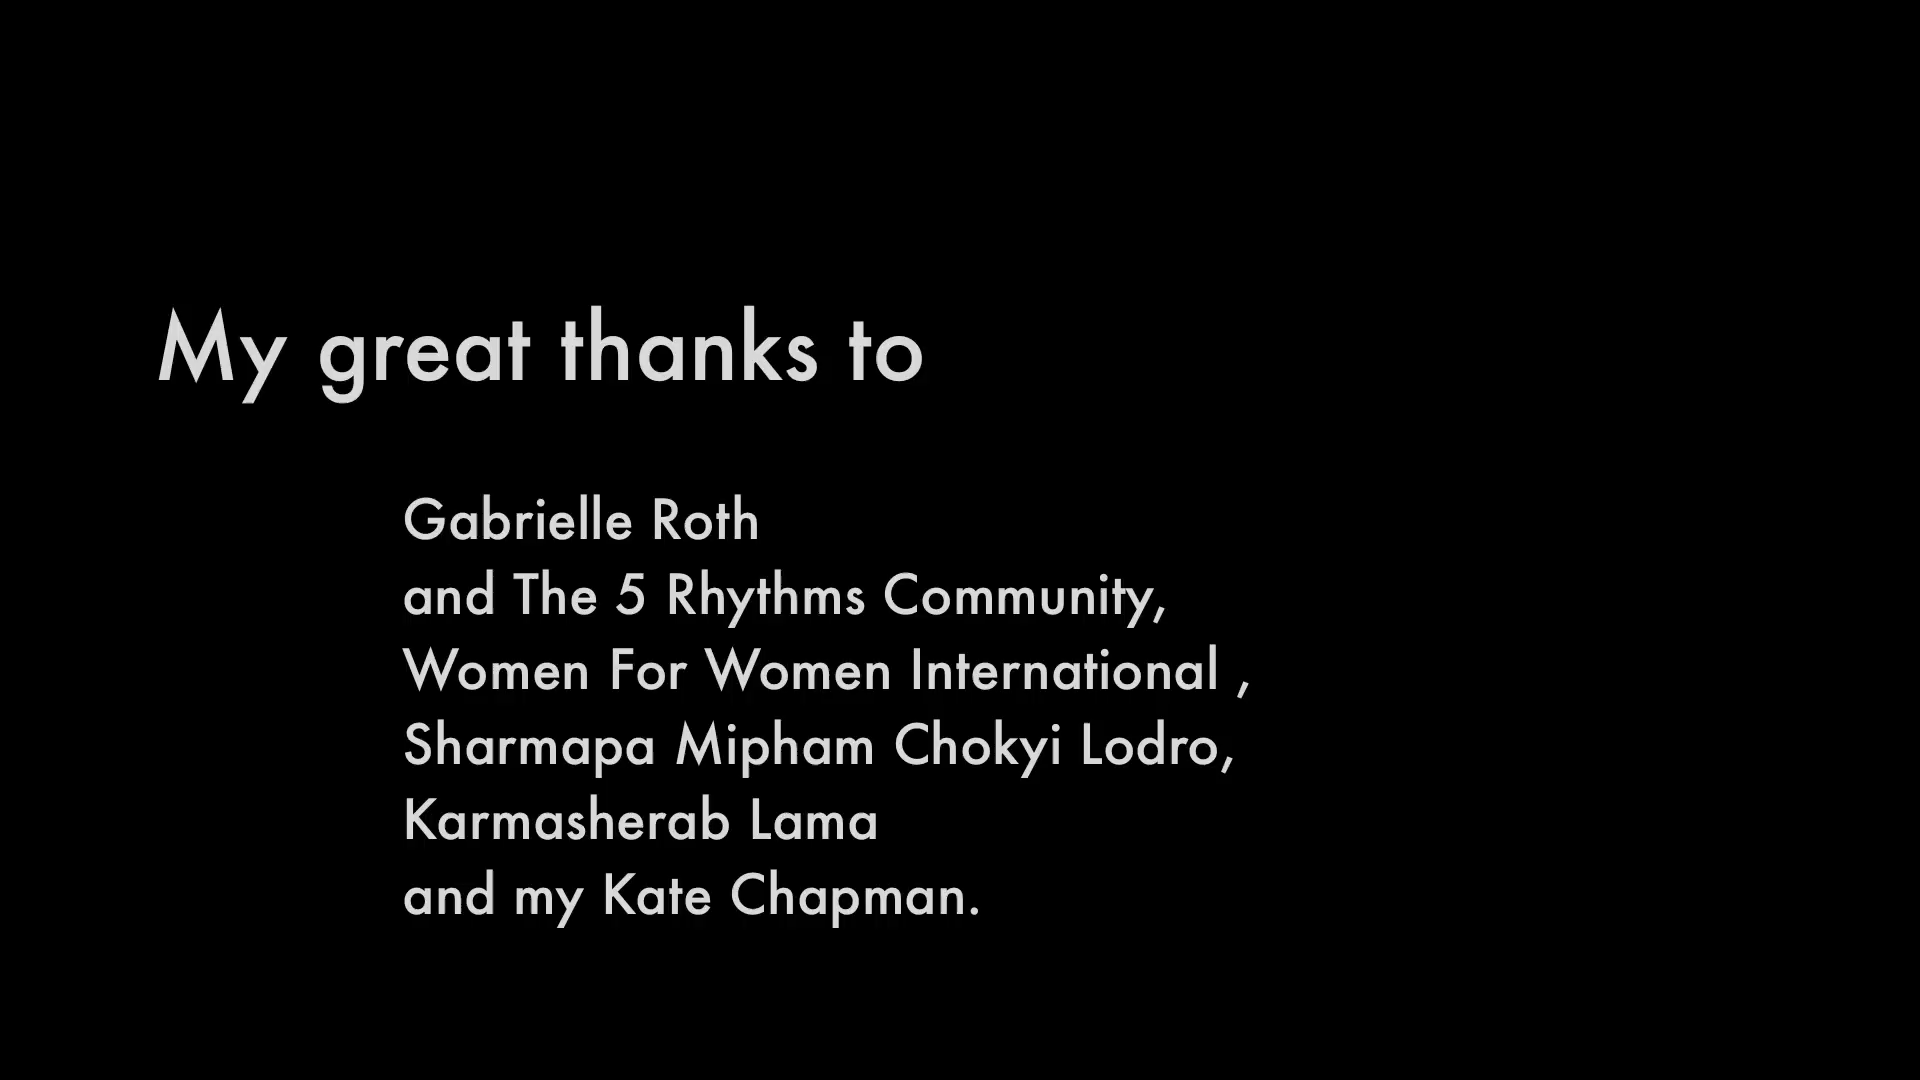 My great thanks to
Gabrielle Roth
and The 5 Rhythms Community,
Women For Women International ,
Sharmapa Mipham Chokyi Lodro,
Karmasherab Lama
and my Kate Chapman.